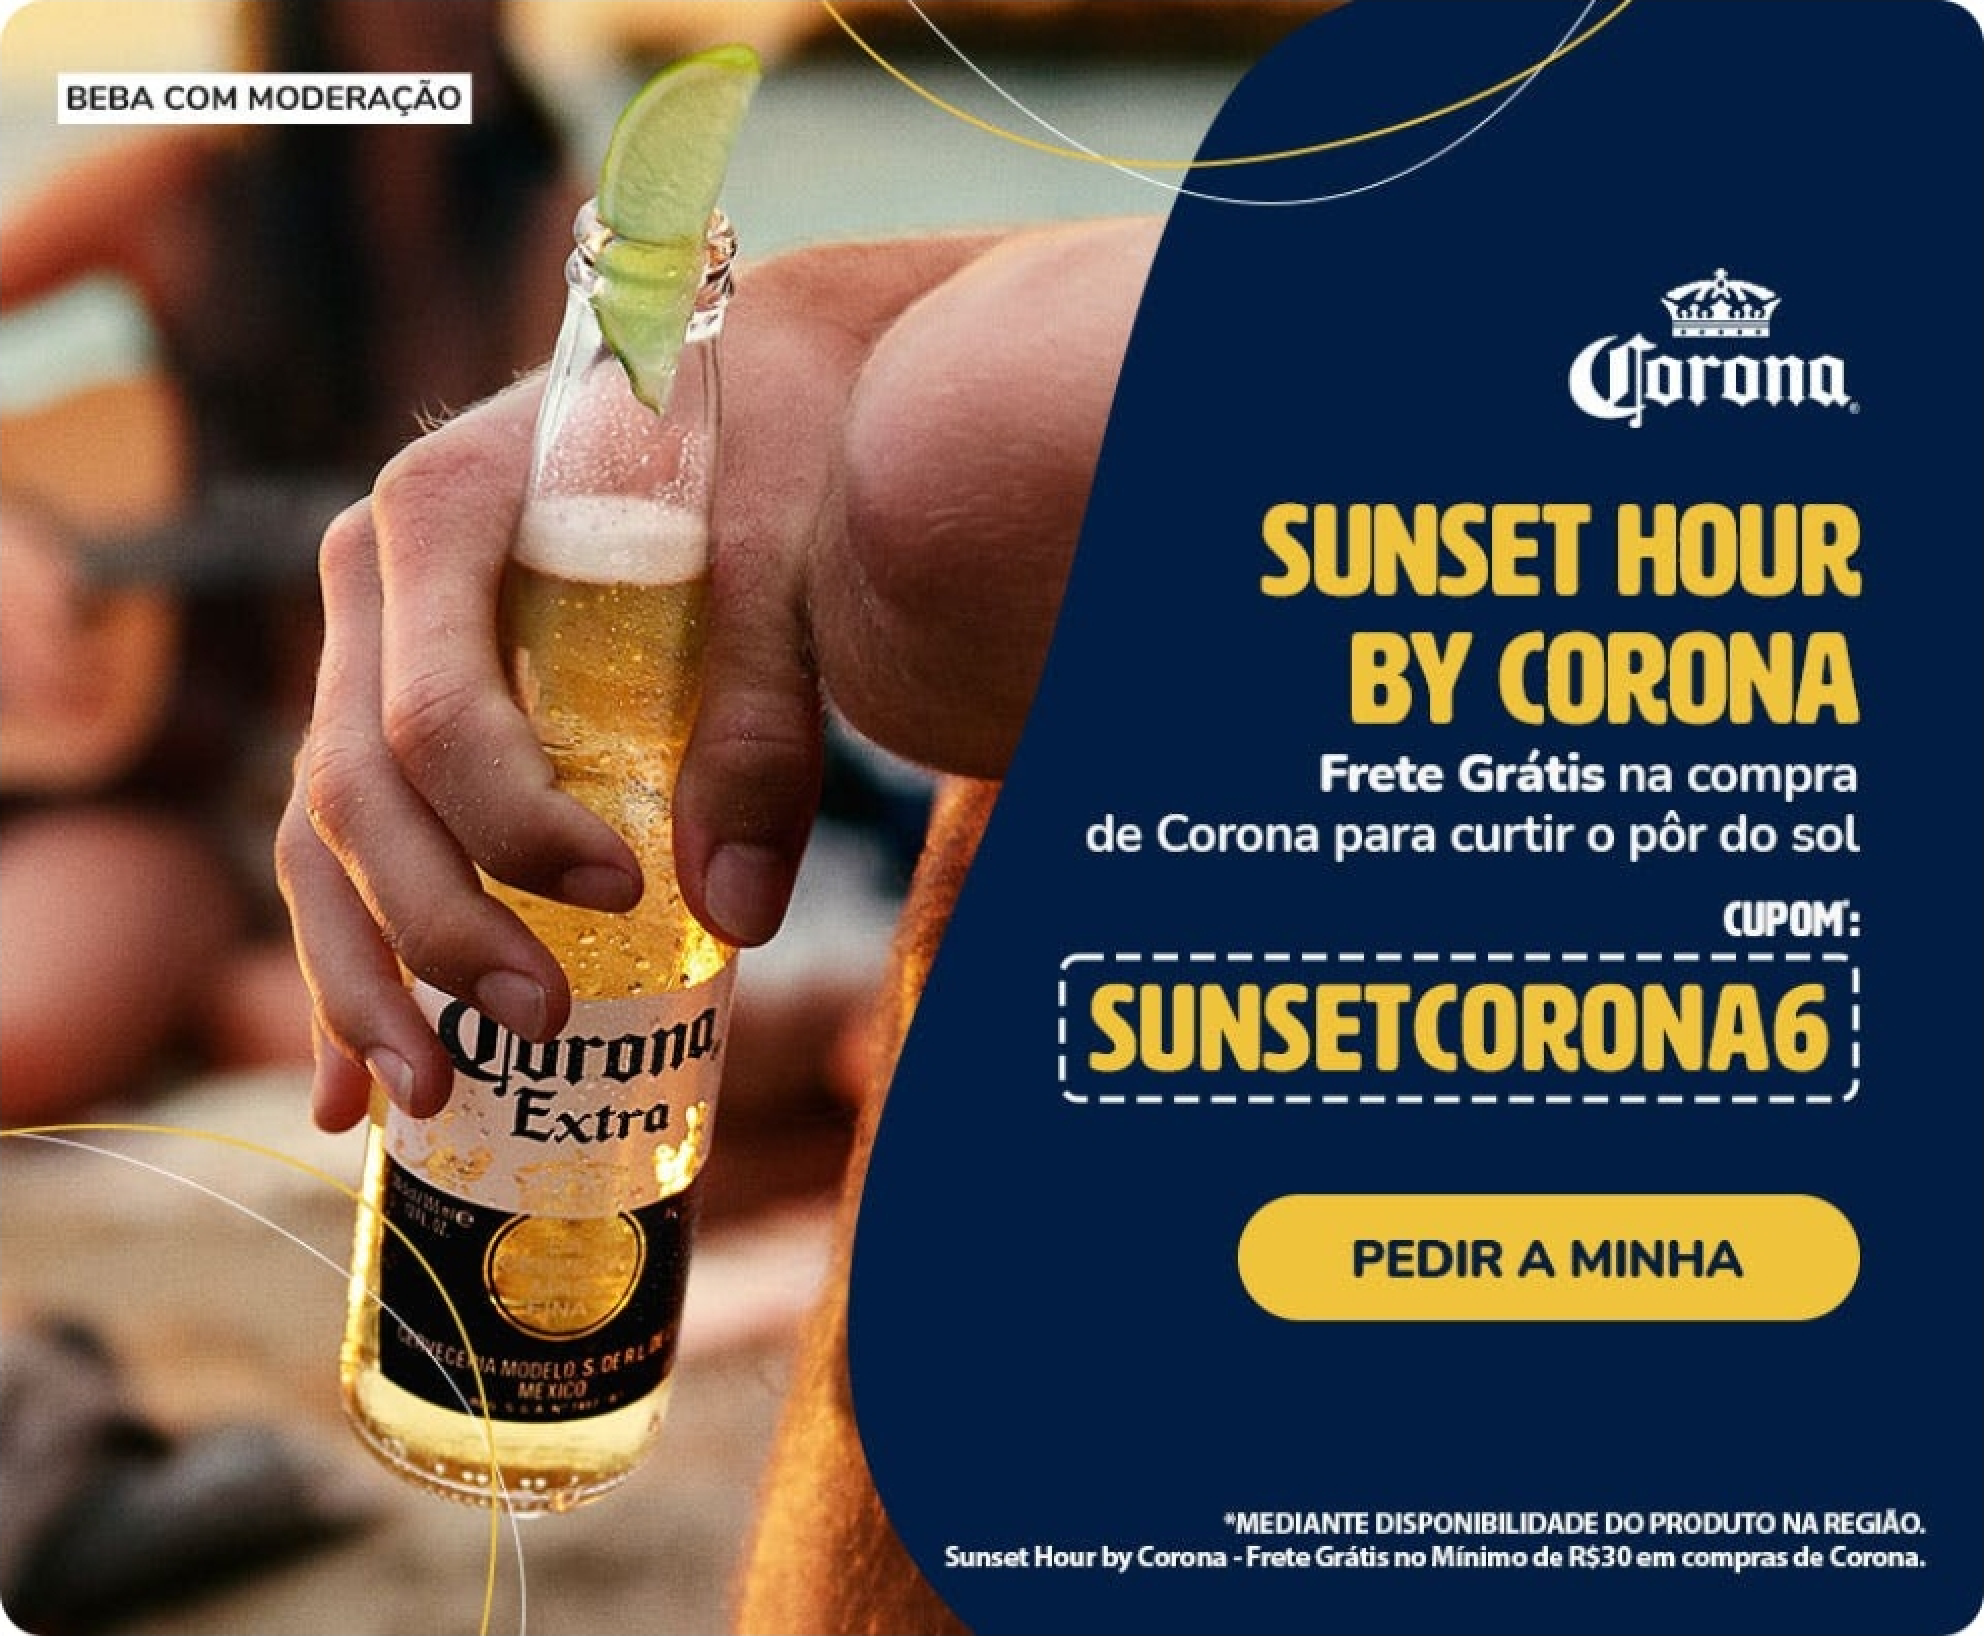 BEBA COM MODERAÇÃO
Corona
SUNSET HOUR
BY CORONA
Frete Grátis na compra
de Corona para curtir o pôr do sol
CUPOM*:
SUNSETCORONA6
PEDIR A MINHA
Corona
Extra
CERVECERIA MODELO, S. DE R.L. DE
MEXICO
*MEDIANTE DISPONIBILIDADE DO PRODUTO NA REGIÃO.
Sunset Hour by Corona - Frete Grátis no Mínimo de R$30 em compras de Corona.